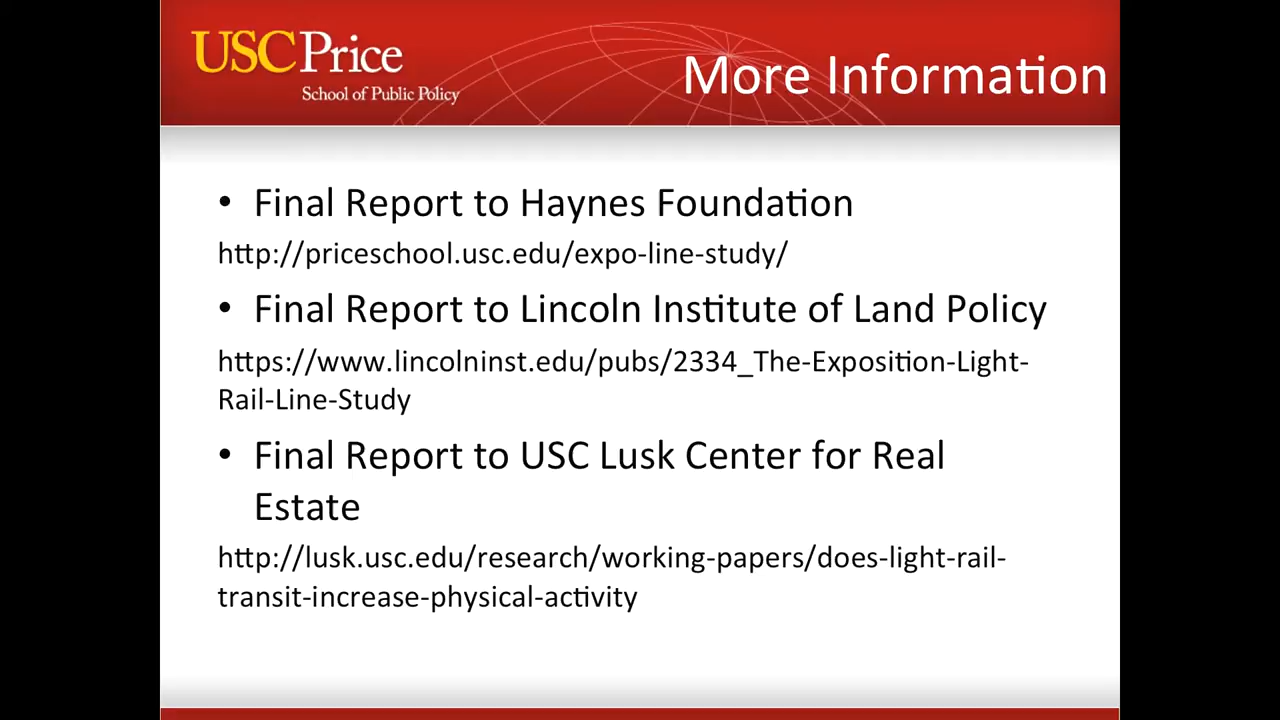 USC Price
School of Public Policy
More Information
• Final Report to Haynes Foundation
http://priceschool.usc.edu/expo-line-study/
• Final Report to Lincoln Institute of Land Policy
https://www.lincolninst.edu/pubs/2334_The-Exposition-Light-
Rail-Line-Study
• Final Report to USC Lusk Center for Real
Estate
http://lusk.usc.edu/research/working-papers/does-light-rail-
transit-increase-physical-activity